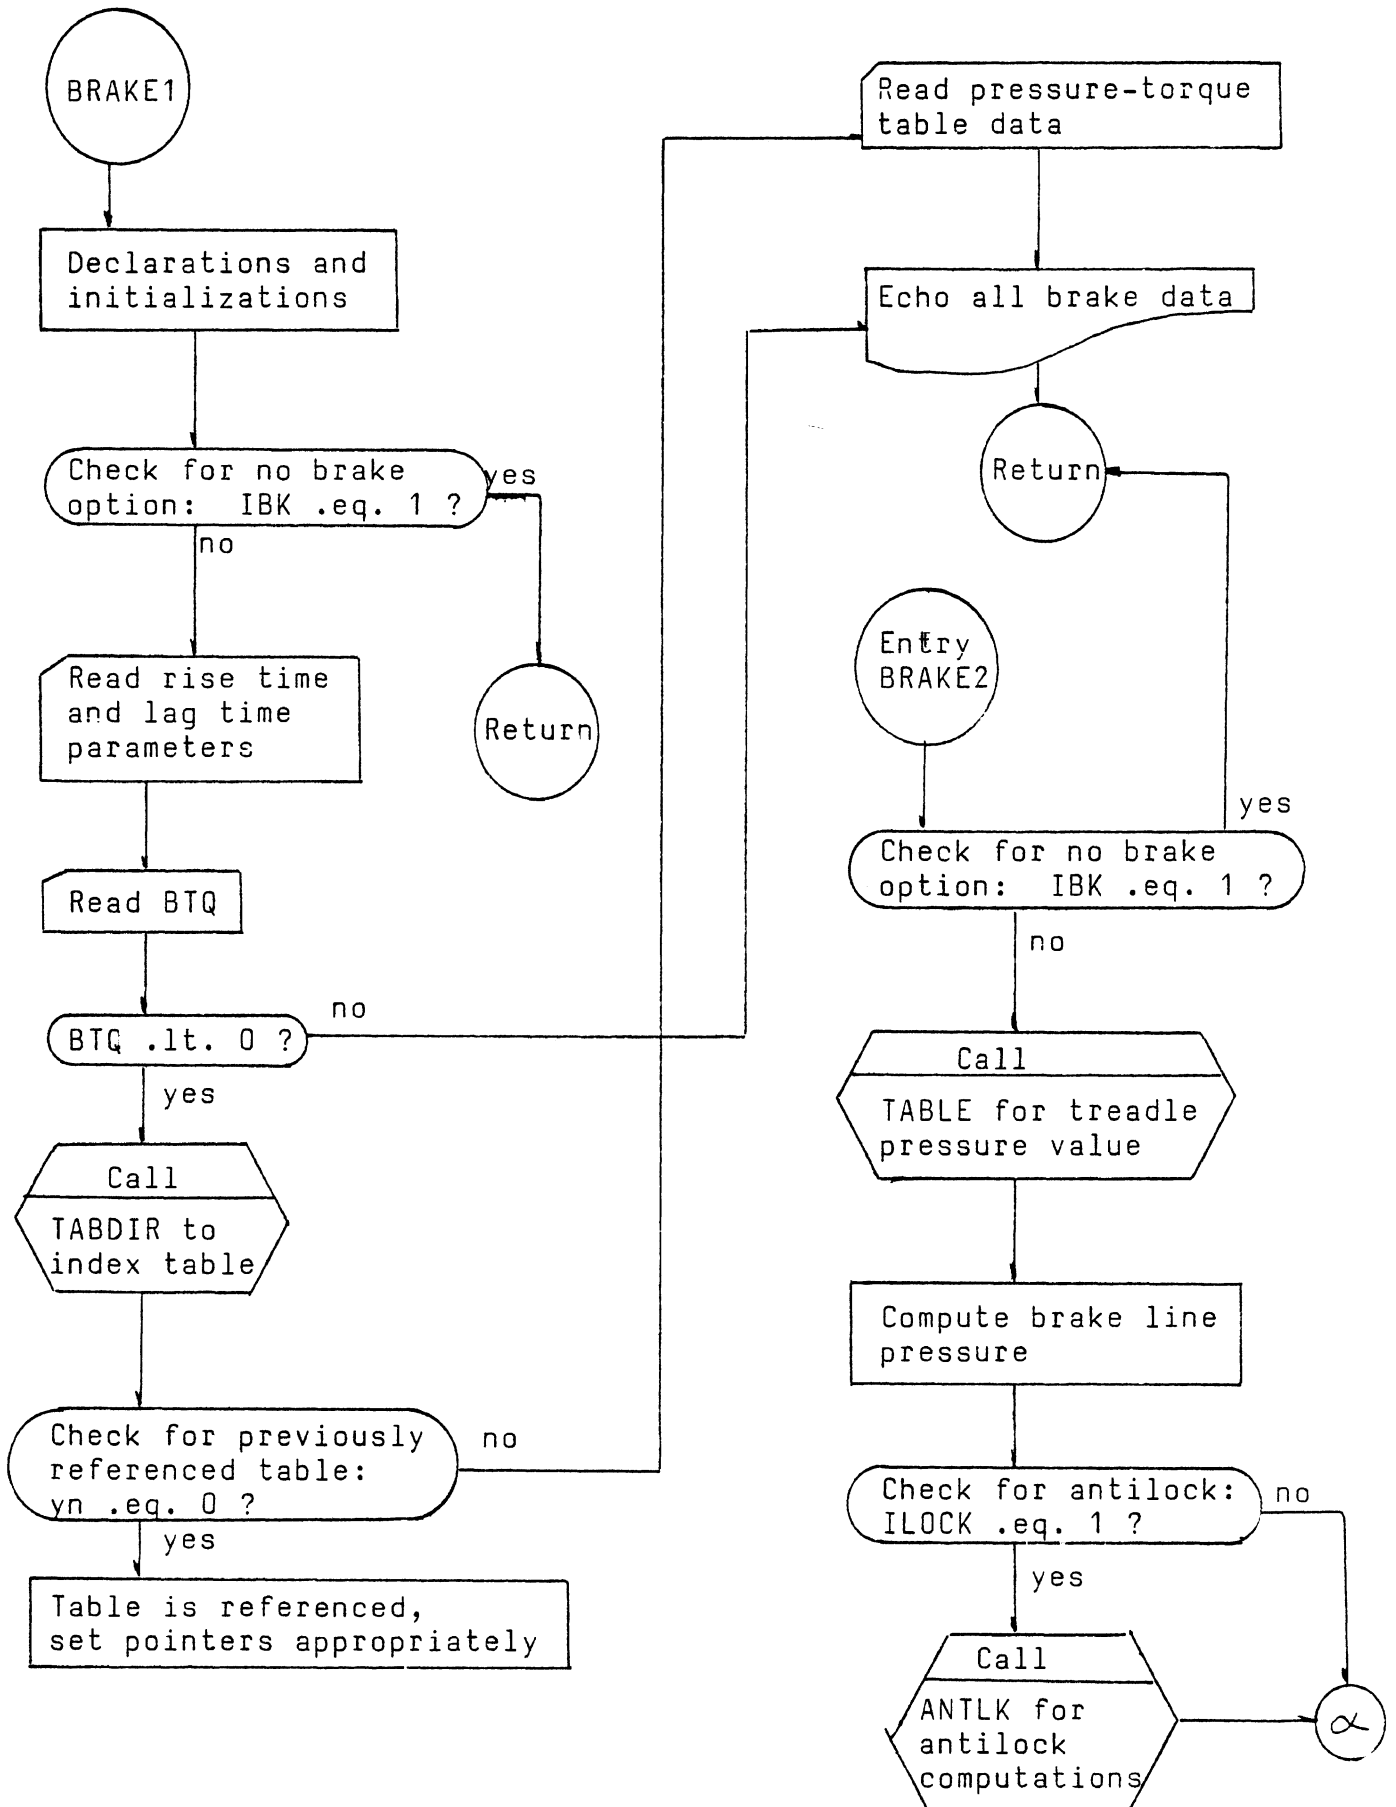 BRAKE1
Declarations and
initializations
Check for no brake
option: IBK .eq. 1 ?
yes
no
Read rise time
and lag time
parameters
Return
Read BTQ
BTQ .lt. 0 ?
no
yes
Call
TABDIR to
index table
Check for previously
referenced table:
yn .eq. 0 ?
no
yes
Table is referenced,
set pointers appropriately
Read pressure-torque
table data
Echo all brake data
Return
Entry
BRAKE2
yes
Check for no brake
option: IBK .eq. 1 ?
no
Call
TABLE for treadle
pressure value
Compute brake line
pressure
Check for antilock:
ILOCK .eq. 1 ?
no
yes
Call
ANTLK for
antilock
computations
α